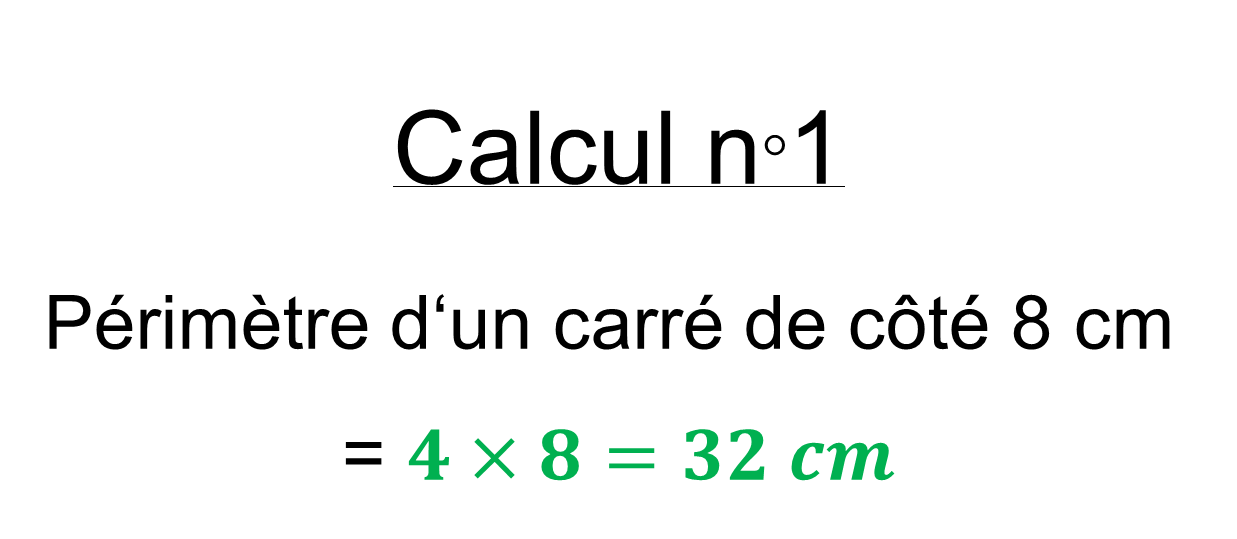 Calcul n°1
Périmètre d‘un carré de côté 8 cm
= 4 × 8 = 32 cm